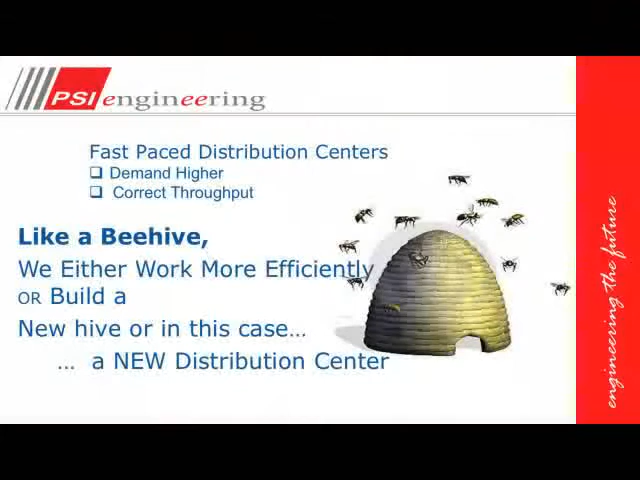 PSI engineering
Fast Paced Distribution Centers
❑ Demand Higher
❑ Correct Throughput
Like a Beehive,
We Either Work More Efficiently
OR Build a
New hive or in this case…
… a NEW Distribution Center
engineering the future